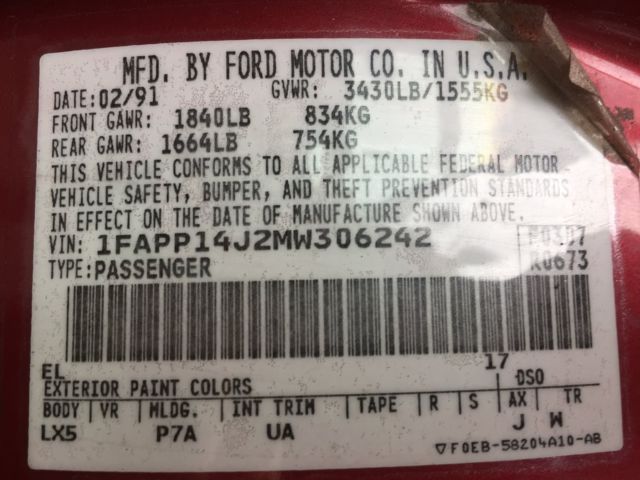 MFD. BY FORD MOTOR CO. IN U.S.A.
DATE: 02/91 GVWR: 3430LB/1555KG
FRONT GAWR: 1840LB 834KG
REAR GAWR: 1664LB 754KG
THIS VEHICLE CONFORMS TO ALL APPLICABLE FEDERAL MOTOR
VEHICLE SAFETY, BUMPER, AND THEFT PREVENTION STANDARDS
IN EFFECT ON THE DATE OF MANUFACTURE SHOWN ABOVE.
VIN: 1FAPP14J2MW306242 F0307
TYPE: PASSENGER R0673
EL 17
EXTERIOR PAINT COLORS DSO
BODY VR MLDG. INT TRIM TAPE R S AX TR
LX5 P7A UA J W
▽F0EB-58204A10-AB